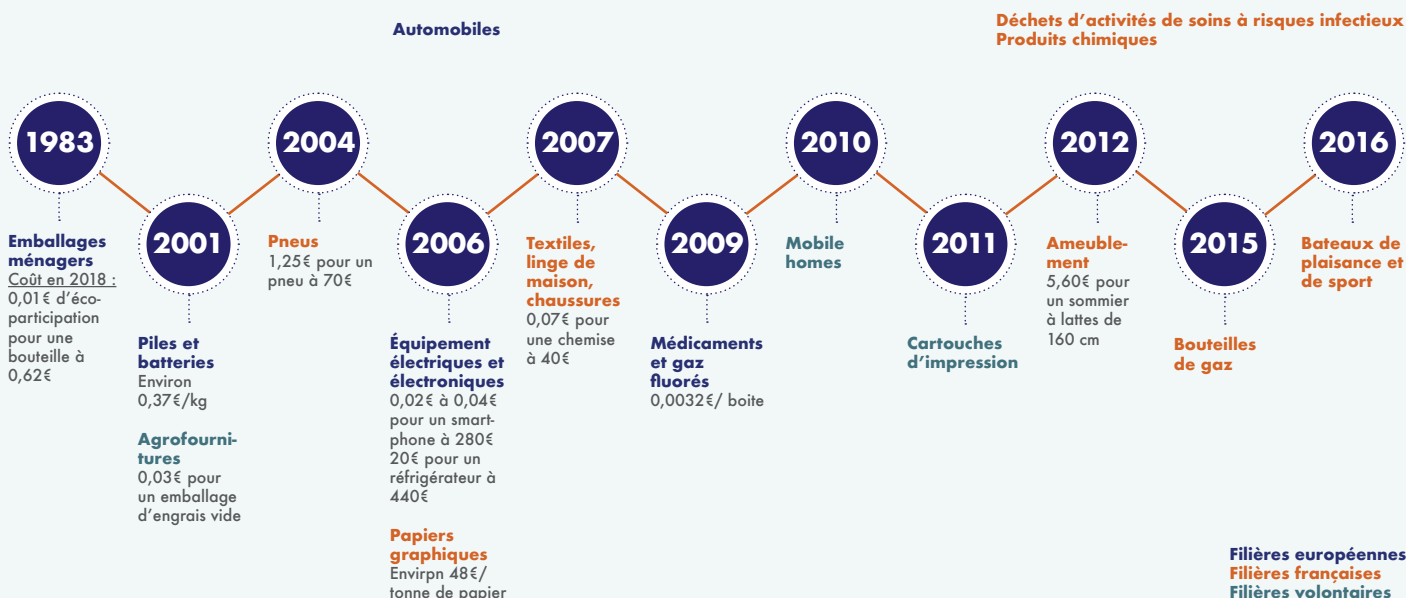 Automobiles
Déchets d’activités de soins à risques infectieux
Produits chimiques
1983
Emballages
ménagers
Coût en 2018 :
0,01€ d’éco-
participation
pour une
bouteille à
0,62€
2001
Piles et
batteries
Environ
0,37€/kg
Agrofourni-
tures
0,03€ pour
un emballage
d’engrais vide
2004
Pneus
1,25€ pour un
pneu à 70€
2006
Équipement
électriques et
électroniques
0,02€ à 0,04€
pour un smart-
phone à 280€
20€ pour un
réfrigérateur à
440€
Papiers
graphiques
Envirpn 48€/
tonne de papier
2007
Textiles,
linge de
maison,
chaussures
0,07€ pour
une chemise
à 40€
2009
Médicaments
et gaz
fluorés
0,0032€/ boite
2010
Mobile
homes
2011
Cartouches
d’impression
2012
Ameuble-
ment
5,60€ pour
un sommier
à lattes de
160 cm
2015
Bouteilles
de gaz
2016
Bateaux de
plaisance et
de sport
Filières européennes
Filières françaises
Filières volontaires